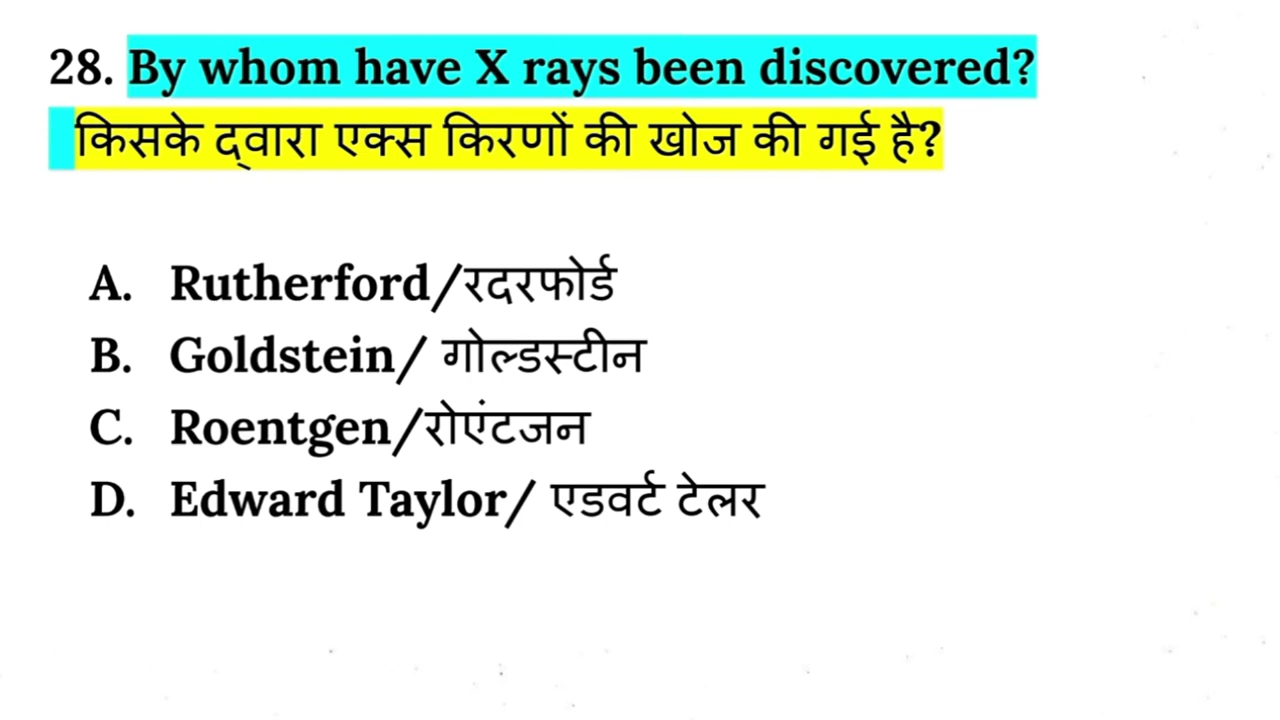 28. By whom have X rays been discovered?
किसके द्वारा एक्स किरणों की खोज की गई है?
A. Rutherford/रदरफोर्ड
B. Goldstein/ गोल्डस्टीन
C. Roentgen/रोएंटजन
D. Edward Taylor/ एडवर्ट टेलर